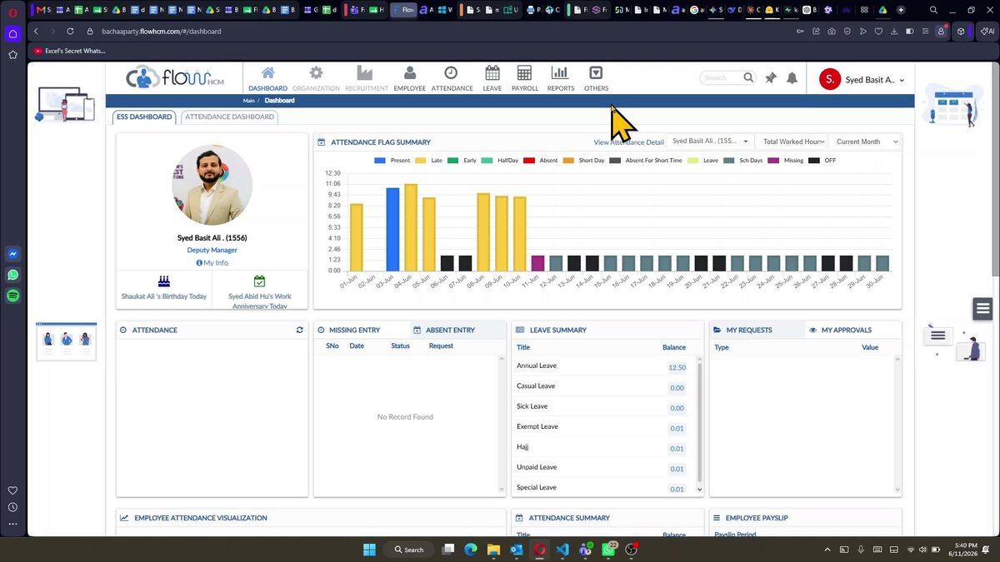 bachaaparty.flowhcm.com/#/dashboard
AI
Excel's Secret Whats...
flowHCM
DASHBOARD ORGANIZATION RECRUITMENT EMPLOYEE ATTENDANCE LEAVE PAYROLL REPORTS OTHERS
Search
S. Syed Basit A..
Main / Dashboard
ESS DASHBOARD ATTENDANCE DASHBOARD
Syed Basit Ali . (1556)
Deputy Manager
My Info
Shaukat Ali 's Birthday Today
Syed Abid Hu's Work
Anniversary Today
ATTENDANCE FLAG SUMMARY
View Attendance Detail Syed Basit Ali . (155... Total Worked Hour Current Month
Present Late Early HalfDay Absent Short Day Absent For Short Time Leave Sch Days Missing OFF
12:30
11:06
9:43
8:20
6:56
5:33
4:10
2:46
1:23
0:00
01-Jun 02-Jun 03-Jun 04-Jun 05-Jun 06-Jun 07-Jun 08-Jun 09-Jun 10-Jun 11-Jun 12-Jun 13-Jun 14-Jun 15-Jun 16-Jun 17-Jun 18-Jun 19-Jun 20-Jun 21-Jun 22-Jun 23-Jun 24-Jun 25-Jun 26-Jun 27-Jun 28-Jun 29-Jun 30-Jun
ATTENDANCE
MISSING ENTRY ABSENT ENTRY
SNo Date Status Request
No Record Found
LEAVE SUMMARY
Title Balance
Annual Leave 12.50
Casual Leave 0.00
Sick Leave 0.00
Exempt Leave 0.01
Hajj 0.01
Unpaid Leave 0.01
Special Leave 0.01
MY REQUESTS MY APPROVALS
Type Value
EMPLOYEE ATTENDANCE VISUALIZATION
ATTENDANCE SUMMARY
Title Balance
EMPLOYEE PAYSLIP
Payslip Period
Search
22
5:40 PM
6/11/2026